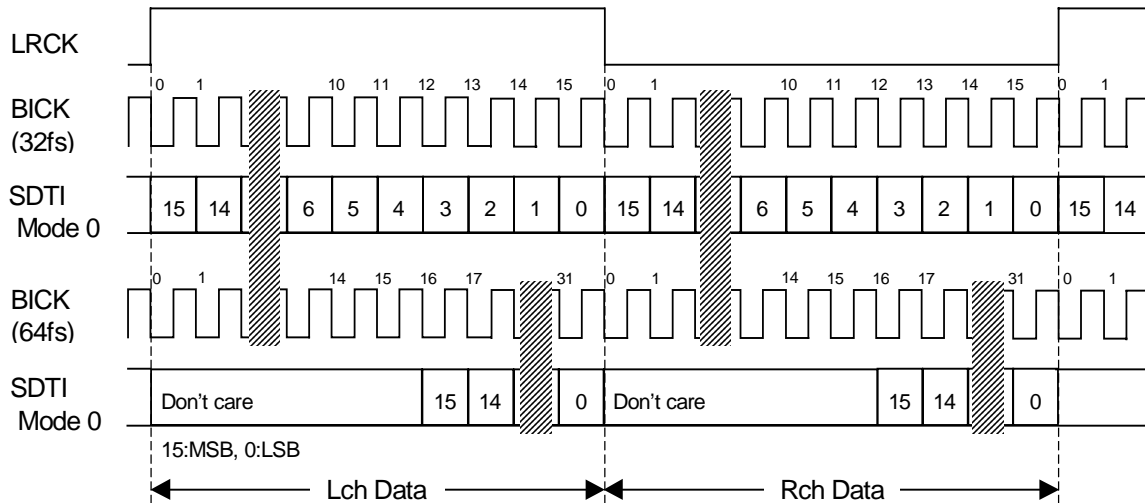 LRCK
0 1 10 11 12 13 14 15 0 1 10 11 12 13 14 15 0 1
BICK
(32fs)
SDTI
Mode 0
15 14 6 5 4 3 2 1 0 15 14 6 5 4 3 2 1 0 15 14
0 1 14 15 16 17 31 0 1 14 15 16 17 31 0 1
BICK
(64fs)
SDTI
Mode 0
Don't care 15 14 0 Don't care 15 14 0
15:MSB, 0:LSB
Lch Data Rch Data